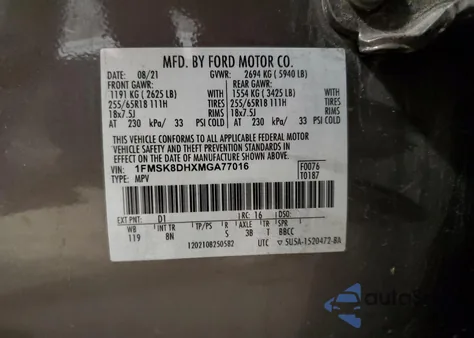 MFD. BY FORD MOTOR CO.
DATE: 08/21 GVWR: 2694 KG ( 5940 LB)
FRONT GAWR: REAR GAWR:
1191 KG ( 2625 LB) WITH 1554 KG ( 3425 LB) WITH
255/65R18 111H TIRES 255/65R18 111H TIRES
18x7.5J RIMS 18x7.5J RIMS
AT 230 kPa/ 33 PSI COLD AT 230 kPa/ 33 PSI COLD
THIS VEHICLE CONFORMS TO ALL APPLICABLE FEDERAL MOTOR
VEHICLE SAFETY AND THEFT PREVENTION STANDARDS IN EFFECT ON THE DATE OF
MANUFACTURE SHOWN ABOVE.
VIN: 1FMSK8DHXMGA77016 F0076
TYPE: MPV T0187
EXT PNT: D1 RC: 16 DSO:
WB INT TR R AXLE TR SPR
119 8N S 3B T BBCC
UTC 5U5A-1520472-BA